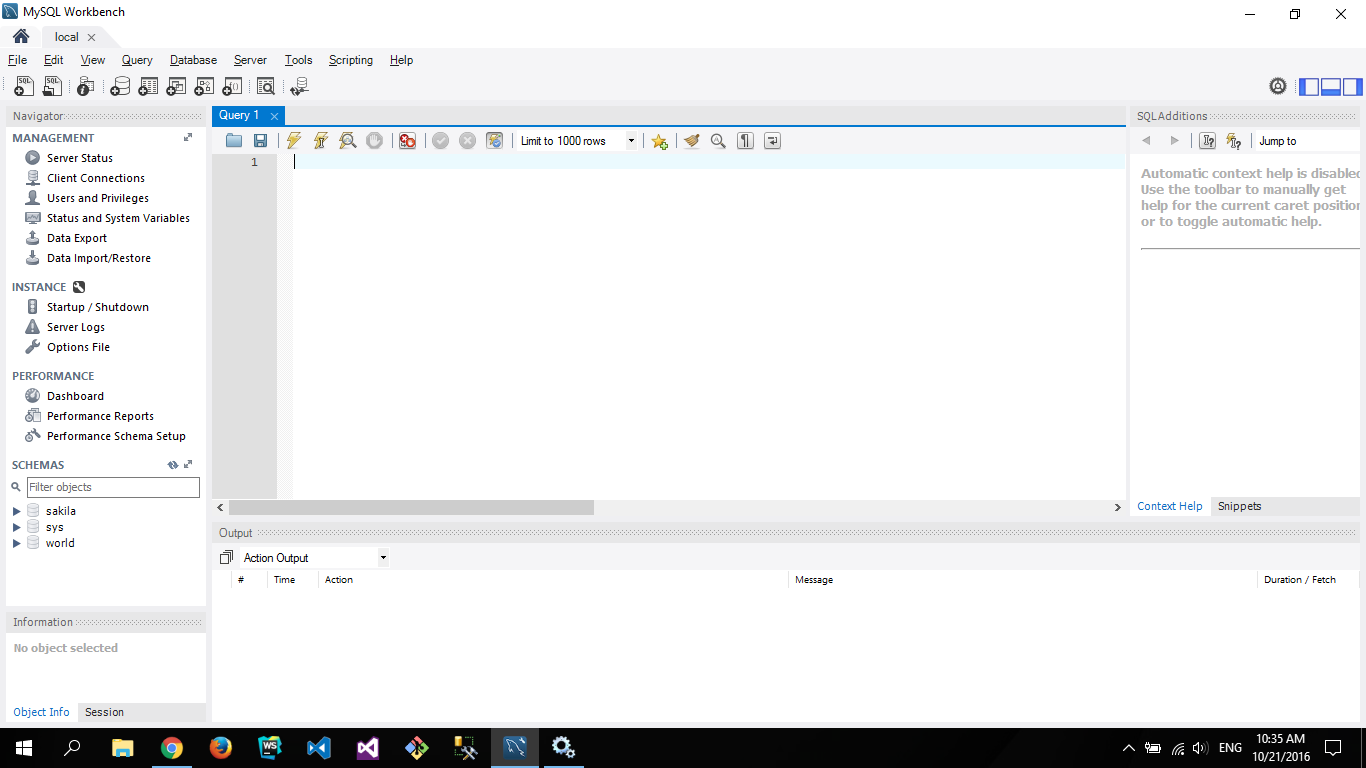 MySQL Workbench
local
File Edit View Query Database Server Tools Scripting Help
Navigator
MANAGEMENT
Server Status
Client Connections
Users and Privileges
Status and System Variables
Data Export
Data Import/Restore
INSTANCE
Startup / Shutdown
Server Logs
Options File
PERFORMANCE
Dashboard
Performance Reports
Performance Schema Setup
SCHEMAS
Filter objects
sakila
sys
world
Information
No object selected
Object Info Session
Query 1
Limit to 1000 rows
1
SQLAdditions
Jump to
Automatic context help is disabled
Use the toolbar to manually get
help for the current caret position
or to toggle automatic help.
Context Help Snippets
Output
Action Output
# Time Action Message Duration / Fetch
ENG
10:35 AM
10/21/2016